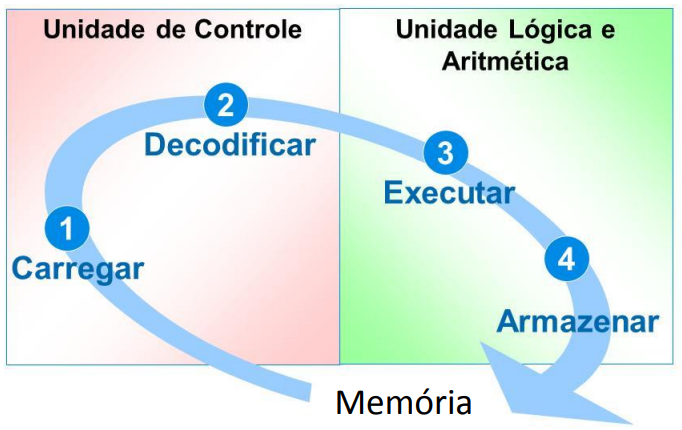 Unidade de Controle
Unidade Lógica e
Aritmética
1
Carregar
2
Decodificar
3
Executar
4
Armazenar
Memória